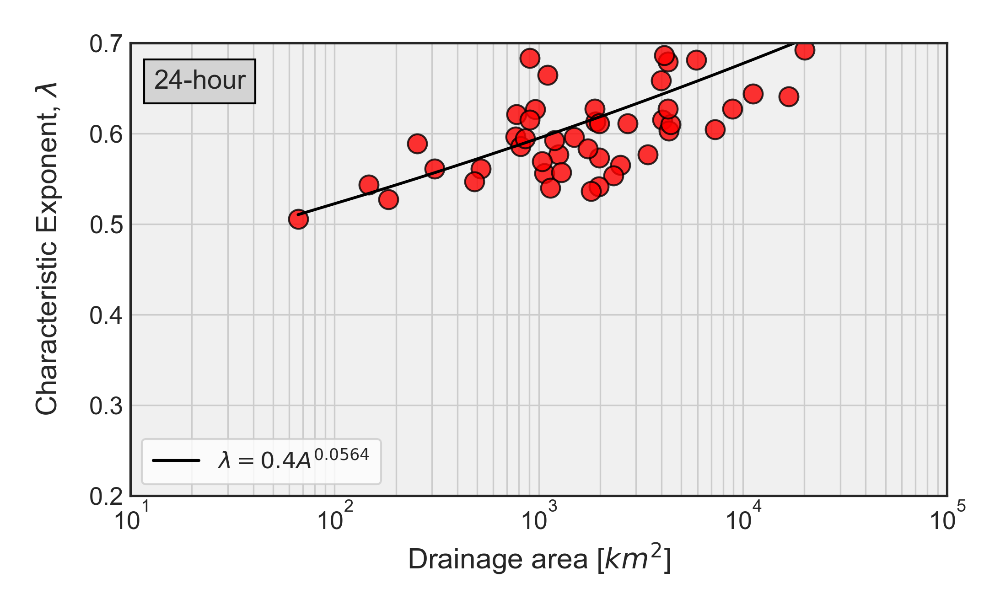 0.7
24-hour
0.6
0.5
0.4
0.3
0.2
Characteristic Exponent, λ
λ = 0.4A^0.0564
10^1 10^2 10^3 10^4 10^5
Drainage area [km^2]